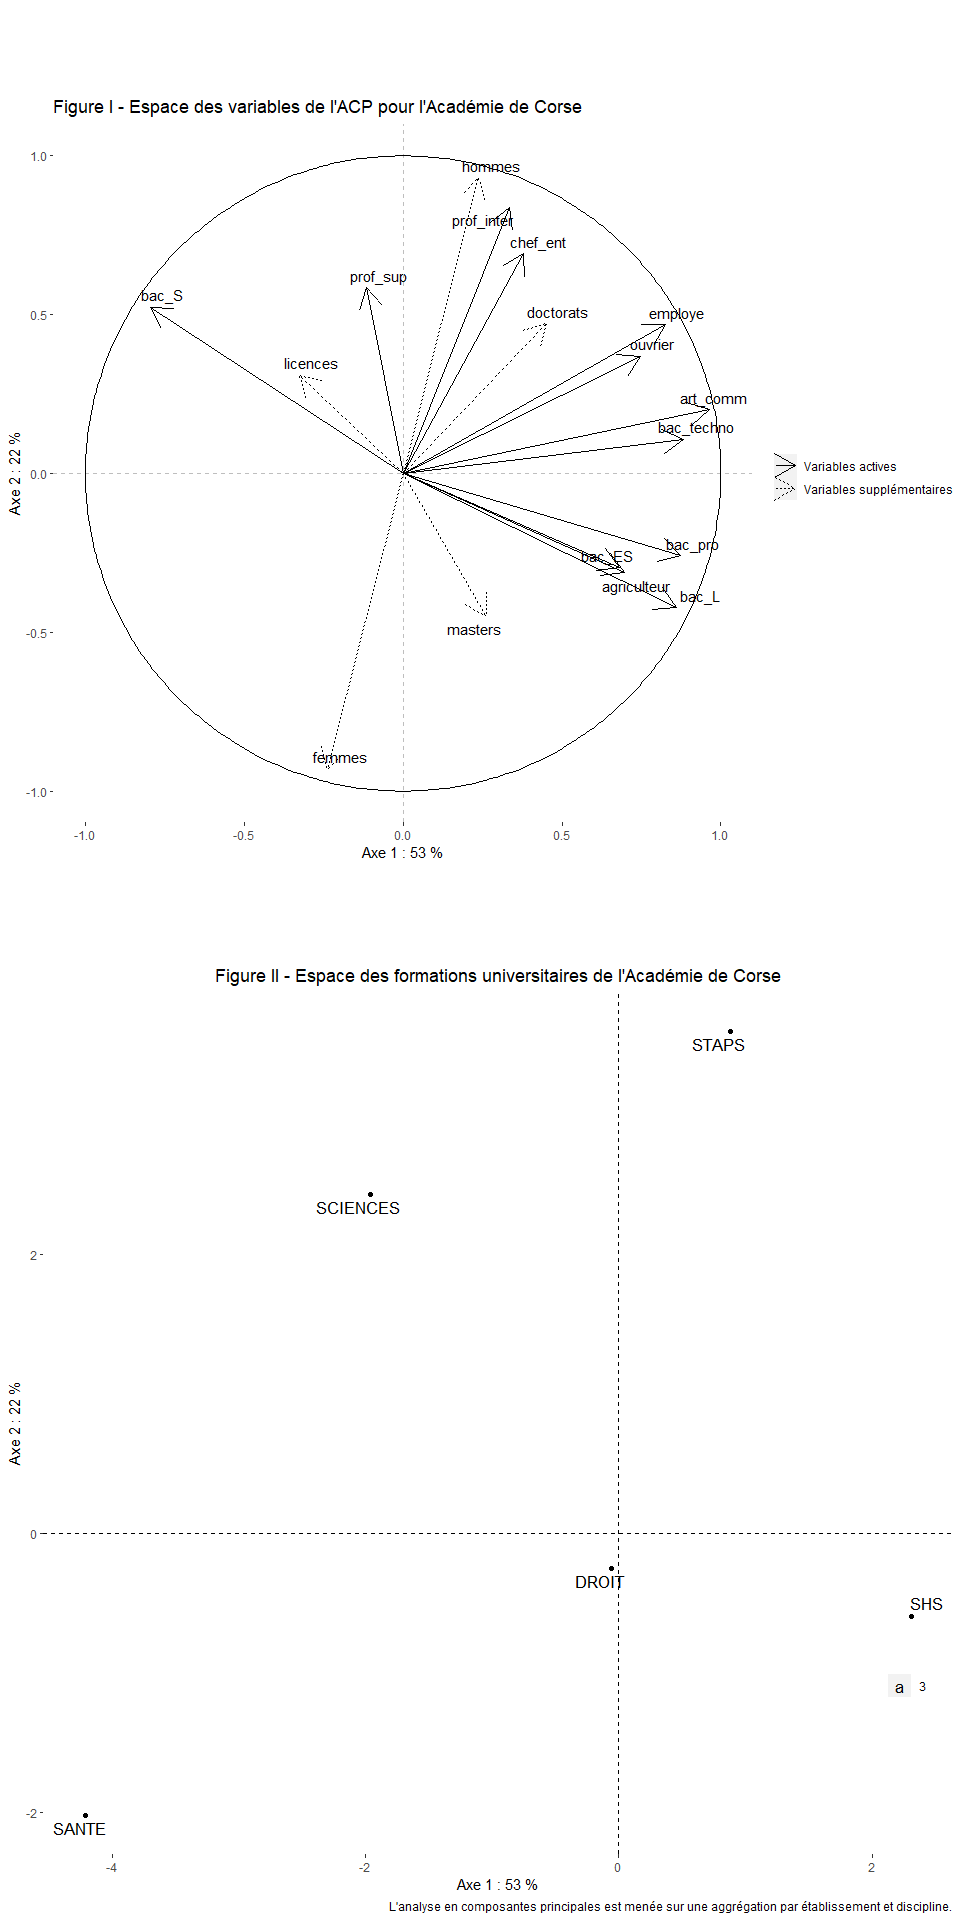 Figure I - Espace des variables de l'ACP pour l'Académie de Corse
1.0
hommes
prof_inter
chef_ent
prof_sup
bac_S
0.5
doctorats
employe
ouvrier
licences
art_comm
bac_techno
Axe 2 : 22 %
0.0
Variables actives
Variables supplémentaires
bac_pro
bac_ES
agriculteur
bac_L
masters
-0.5
femmes
-1.0
-1.0 -0.5 0.0 0.5 1.0
Axe 1 : 53 %
Figure II - Espace des formations universitaires de l'Académie de Corse
STAPS
SCIENCES
2
Axe 2 : 22 %
0
DROIT
SHS
a 3
-2
SANTE
-4 -2 0 2
Axe 1 : 53 %
L'analyse en composantes principales est menée sur une aggrégation par établissement et discipline.